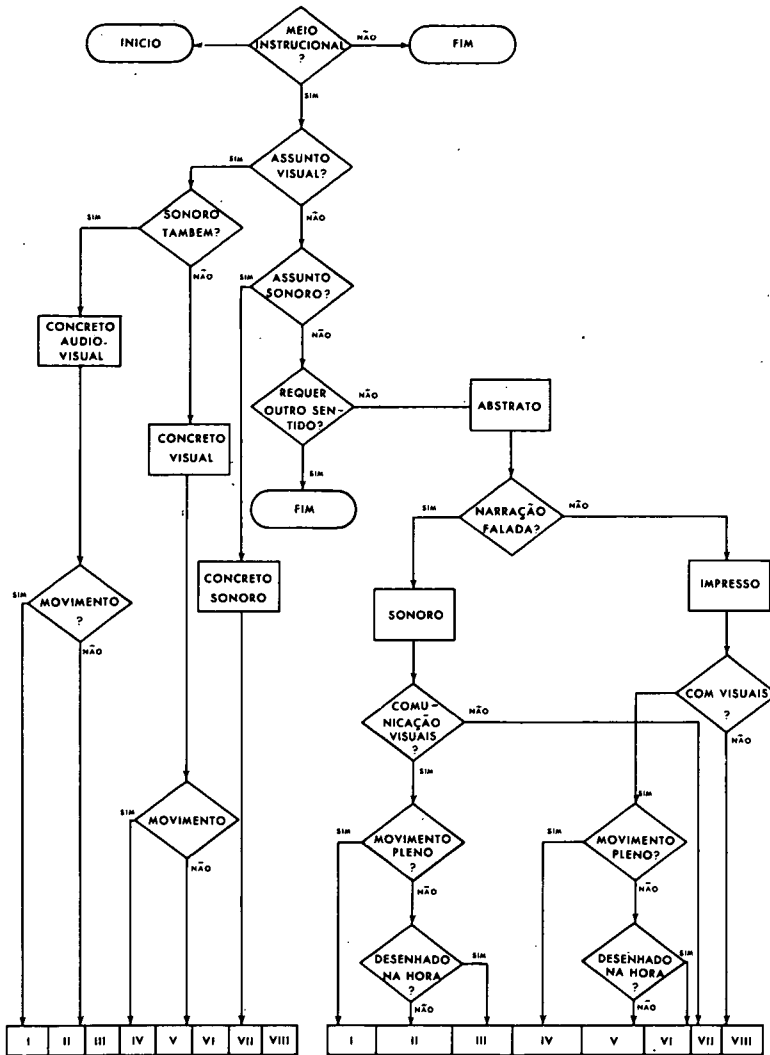 INICIO
MEIO
INSTRUCIONAL
?
NÃO
FIM
SIM
ASSUNTO
VISUAL?
SIM
NÃO
SONORO
TAMBEM?
SIM
NÃO
ASSUNTO
SONORO?
SIM
NÃO
CONCRETO
AUDIO-
VISUAL
REQUER
OUTRO SEN-
TIDO?
NÃO
SIM
ABSTRATO
CONCRETO
VISUAL
FIM
NARRAÇÃO
FALADA?
SIM
NÃO
CONCRETO
SONORO
SONORO
IMPRESSO
SIM
MOVIMENTO
?
NÃO
COMU-
NICAÇÃO
VISUAIS
?
NÃO
SIM
COM VISUAIS
?
SIM
NÃO
SIM
MOVIMENTO
NÃO
SIM
MOVIMENTO
PLENO
?
NÃO
SIM
MOVIMENTO
PLENO?
NÃO
DESENHADO
NA HORA
?
SIM
NÃO
DESENHADO
NA HORA
?
SIM
NÃO
I II III IV V VI VII VIII
I II III IV V VI VII VIII